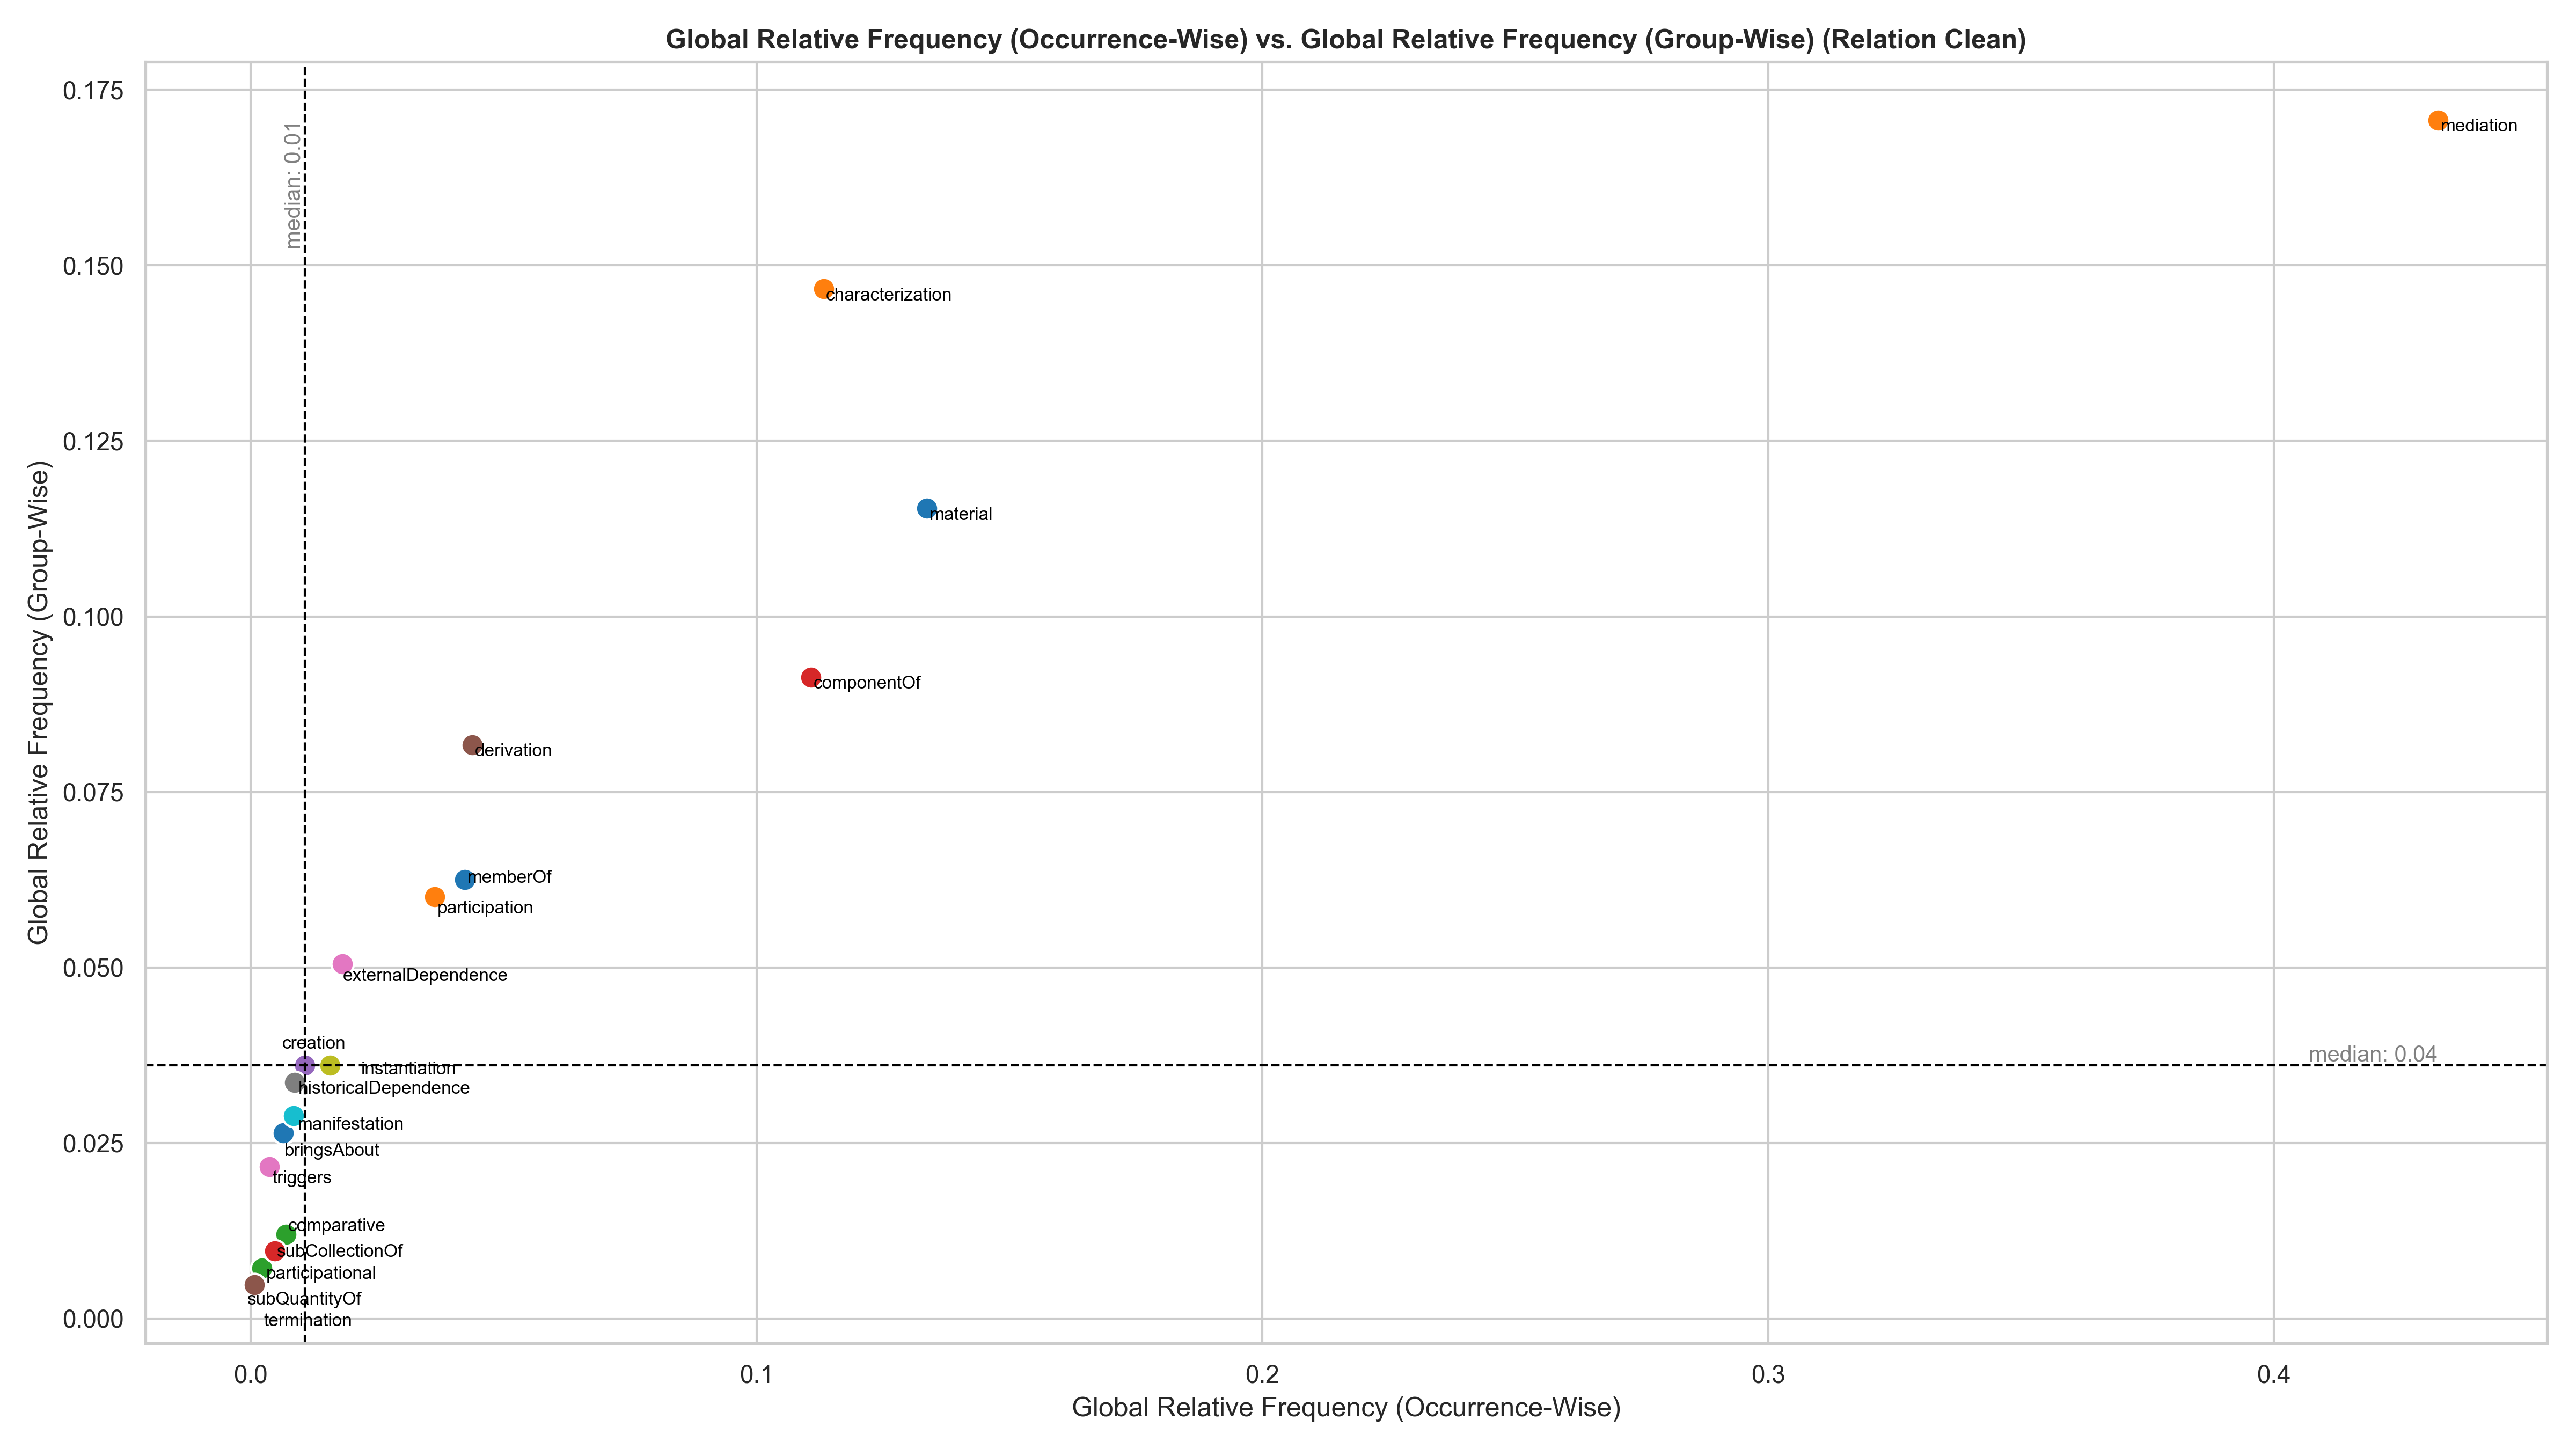 Global Relative Frequency (Occurrence-Wise) vs. Global Relative Frequency (Group-Wise) (Relation Clean)
Global Relative Frequency (Group-Wise)
0.175
0.150
0.125
0.100
0.075
0.050
0.025
0.000
median: 0.01
mediation
characterization
material
componentOf
derivation
memberOf
participation
externalDependence
creation
median: 0.04
instantiation
historicalDependence
manifestation
bringsAbout
triggers
comparative
subCollectionOf
participational
subQuantityOf
termination
0.0
0.1
0.2
0.3
0.4
Global Relative Frequency (Occurrence-Wise)